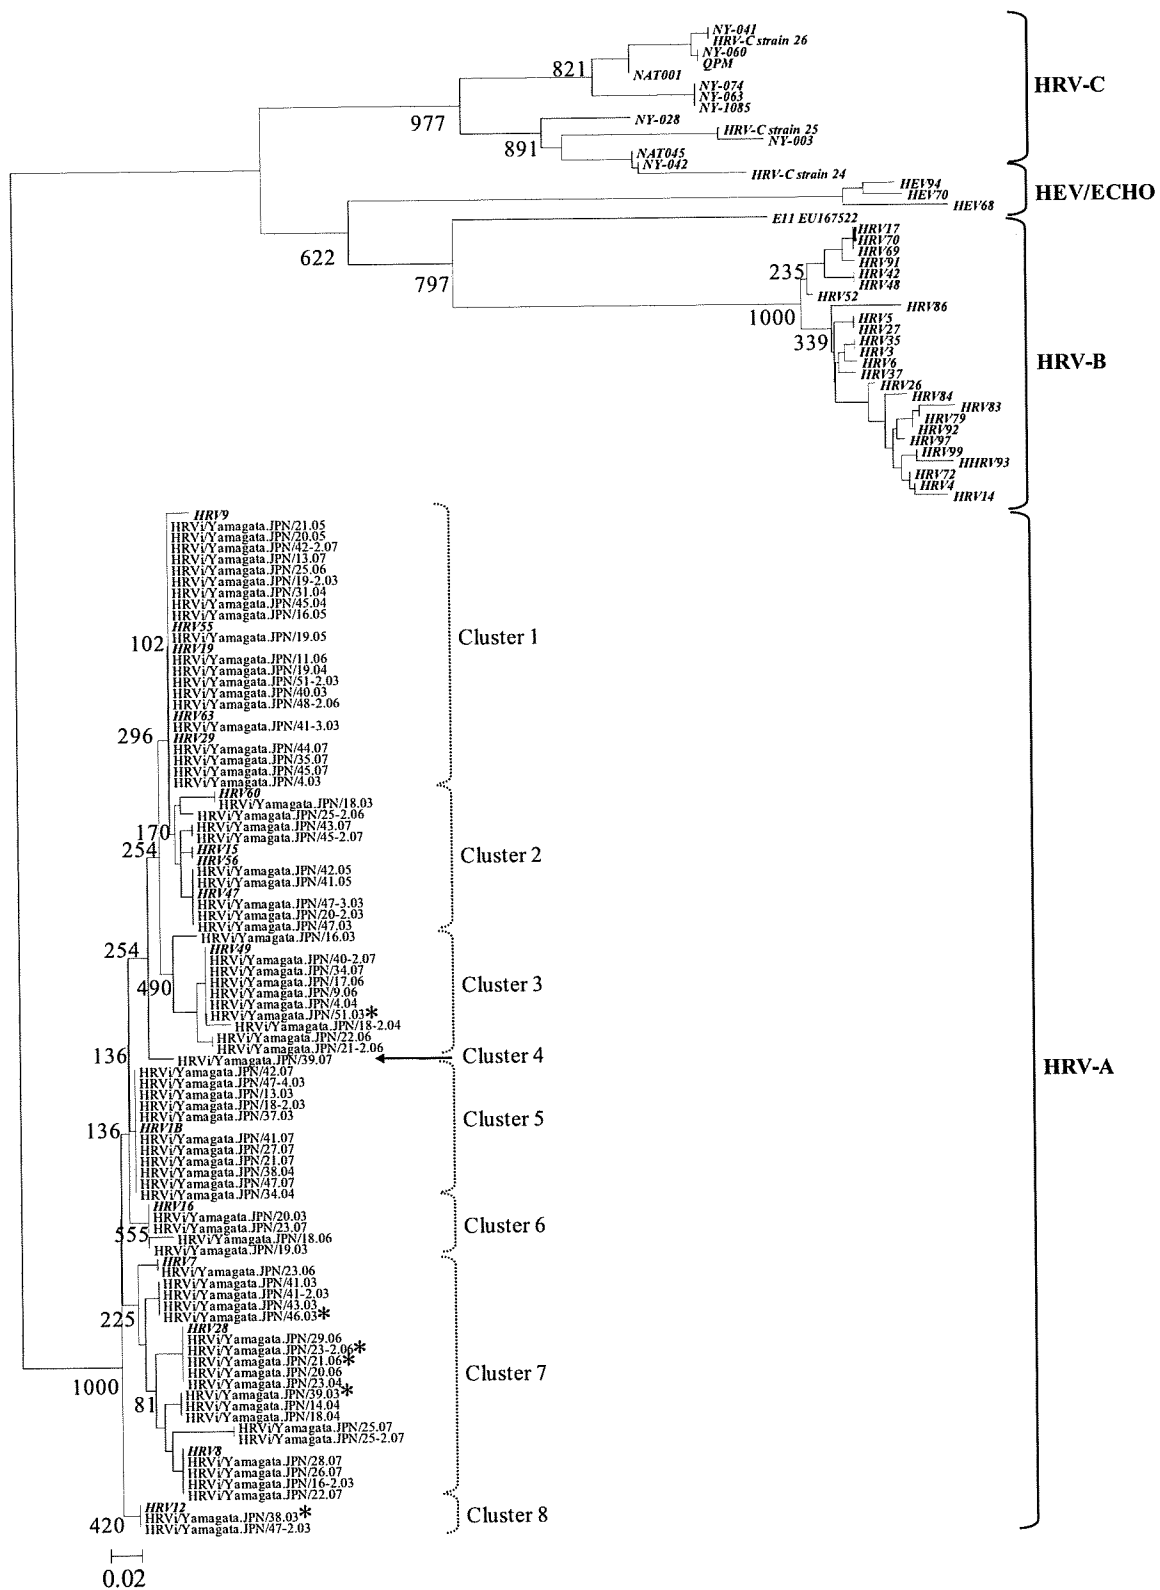 NY-041
HRV-C strain 26
NY-060
QPM
821
NAT001
HRV-C
NY-074
NY-063
NY-1085
977
NY-028
HRV-C strain 25
NY-003
891
NAT045
NY-042
HRV-C strain 24
HEV94
HEV70
HEV/ECHO
HEV68
E11 EU167522
622
HRV17
HRV70
HRV69
HRV91
235
HRV42
797
HRV48
HRV52
HRV86
1000
HRV5
HRV27
339
HRV35
HRV3
HRV6
HRV-B
HRV37
HRV26
HRV84
HRV83
HRV79
HRV92
HRV97
HRV99
HHRV93
HRV72
HRV4
HRV14
HRV9
HRVi/Yamagata.JPN/21.05
HRVi/Yamagata.JPN/20.05
HRVi/Yamagata.JPN/42-2.07
HRVi/Yamagata.JPN/13.07
HRVi/Yamagata.JPN/25.06
HRVi/Yamagata.JPN/19-2.03
HRVi/Yamagata.JPN/31.04
HRVi/Yamagata.JPN/45.04
HRVi/Yamagata.JPN/16.05
HRV55
102
HRVi/Yamagata.JPN/19.05
Cluster 1
HRV19
HRVi/Yamagata.JPN/11.06
HRVi/Yamagata.JPN/19.04
HRVi/Yamagata.JPN/51-2.03
HRVi/Yamagata.JPN/40.03
HRVi/Yamagata.JPN/48-2.06
HRV63
HRVi/Yamagata.JPN/41-3.03
296
HRV29
HRVi/Yamagata.JPN/44.07
HRVi/Yamagata.JPN/35.07
HRVi/Yamagata.JPN/45.07
HRVi/Yamagata.JPN/4.03
HRV60
HRVi/Yamagata.JPN/18.03
HRVi/Yamagata.JPN/25-2.06
170
HRVi/Yamagata.JPN/43.07
HRVi/Yamagata.JPN/45-2.07
254
HRV15
Cluster 2
HRV56
HRVi/Yamagata.JPN/42.05
HRVi/Yamagata.JPN/41.05
HRV47
HRVi/Yamagata.JPN/47-3.03
HRVi/Yamagata.JPN/20-2.03
HRVi/Yamagata.JPN/47.03
HRVi/Yamagata.JPN/16.03
254
HRV49
HRVi/Yamagata.JPN/40-2.07
HRVi/Yamagata.JPN/34.07
HRVi/Yamagata.JPN/17.06
Cluster 3
490
HRVi/Yamagata.JPN/9.06
HRVi/Yamagata.JPN/4.04
HRVi/Yamagata.JPN/51.03*
HRVi/Yamagata.JPN/18-2.04
HRVi/Yamagata.JPN/22.06
HRVi/Yamagata.JPN/21-2.06
136
HRVi/Yamagata.JPN/39.07
Cluster 4
HRV-A
HRVi/Yamagata.JPN/42.07
HRVi/Yamagata.JPN/47-4.03
HRVi/Yamagata.JPN/13.03
HRVi/Yamagata.JPN/18-2.03
HRVi/Yamagata.JPN/37.03
Cluster 5
136
HRV1B
HRVi/Yamagata.JPN/41.07
HRVi/Yamagata.JPN/27.07
HRVi/Yamagata.JPN/21.07
HRVi/Yamagata.JPN/38.04
HRVi/Yamagata.JPN/47.07
HRVi/Yamagata.JPN/34.04
HRV16
HRVi/Yamagata.JPN/20.03
HRVi/Yamagata.JPN/23.07
Cluster 6
555
HRVi/Yamagata.JPN/18.06
HRVi/Yamagata.JPN/19.03
HRV7
HRVi/Yamagata.JPN/23.06
HRVi/Yamagata.JPN/41.03
HRVi/Yamagata.JPN/41-2.03
HRVi/Yamagata.JPN/43.03
225
HRVi/Yamagata.JPN/46.03*
HRV28
HRVi/Yamagata.JPN/29.06
HRVi/Yamagata.JPN/23-2.06*
HRVi/Yamagata.JPN/21.06*
HRVi/Yamagata.JPN/20.06
Cluster 7
HRVi/Yamagata.JPN/23.04
1000
HRVi/Yamagata.JPN/39.03*
81
HRVi/Yamagata.JPN/14.04
HRVi/Yamagata.JPN/18.04
HRVi/Yamagata.JPN/25.07
HRVi/Yamagata.JPN/25-2.07
HRV8
HRVi/Yamagata.JPN/28.07
HRVi/Yamagata.JPN/26.07
HRVi/Yamagata.JPN/16-2.03
HRVi/Yamagata.JPN/22.07
HRV12
HRVi/Yamagata.JPN/38.03*
Cluster 8
420
HRVi/Yamagata.JPN/47-2.03
0.02